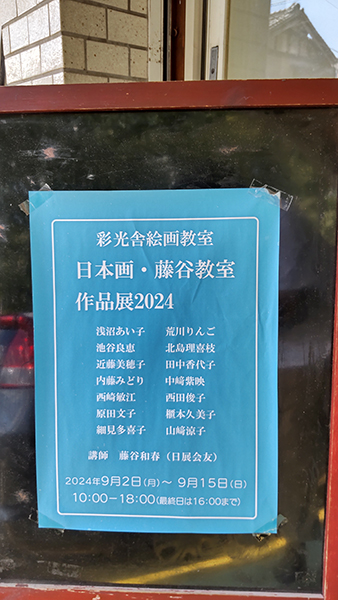 彩光舎絵画教室
日本画・藤谷教室
作品展2024
浅沼あい子　荒川りんご
池谷良恵　北島理喜枝
近藤美穂子　田中香代子
内藤みどり　中﨑紫映
西崎敏江　西田俊子
原田文子　櫃本久美子
細見多喜子　山﨑涼子
講師　藤谷和春（日展会友）
2024年9月2日（月）〜 9月15日（日）
10:00−18:00（最終日は16:00まで）